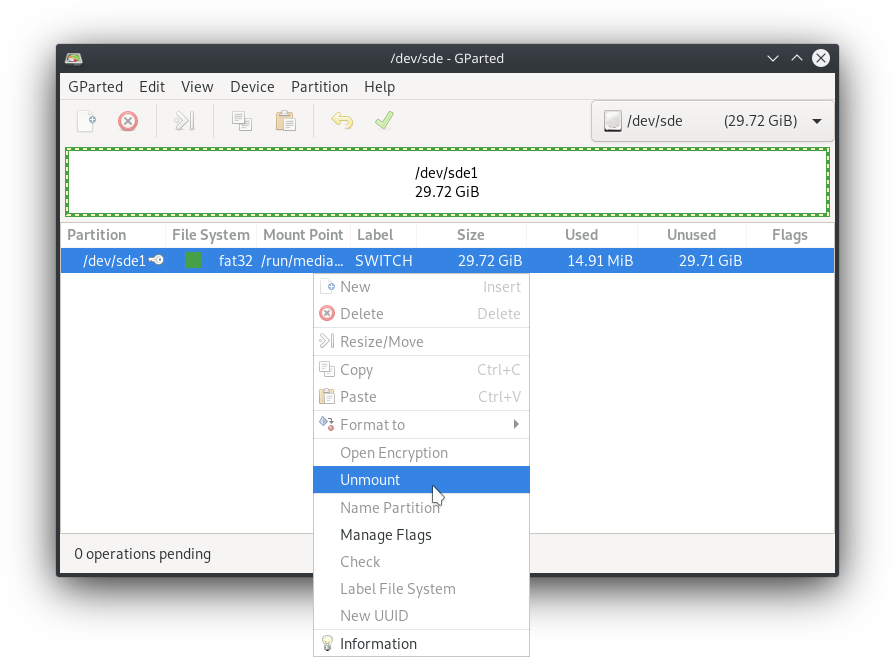 /dev/sde - GParted
GParted Edit View Device Partition Help
/dev/sde (29.72 GiB)
/dev/sde1
29.72 GiB
Partition File System Mount Point Label Size Used Unused Flags
/dev/sde1 fat32 /run/media... SWITCH 29.72 GiB 14.91 MiB 29.71 GiB
New Insert
Delete Delete
Resize/Move
Copy Ctrl+C
Paste Ctrl+V
Format to
Open Encryption
Unmount
Name Partition
Manage Flags
Check
Label File System
New UUID
Information
0 operations pending